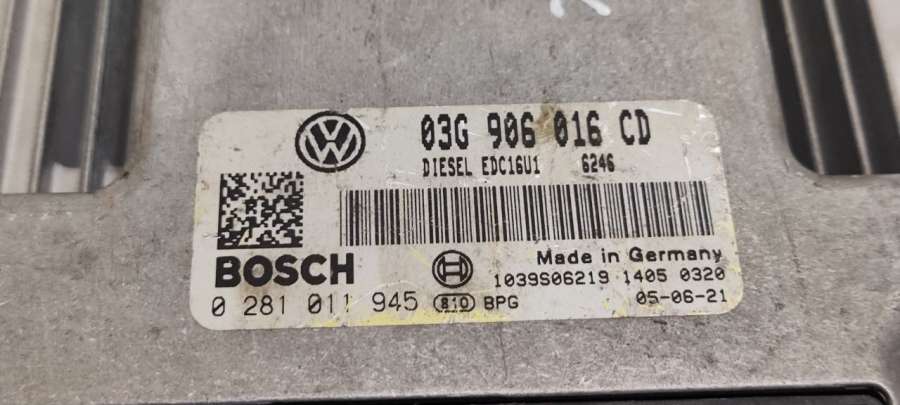 03G 906 016 CD
DIESEL EDC16U1 6246
BOSCH
Made in Germany
1039S06219 1405 0320
0 281 011 945 810 BPG 05-06-21